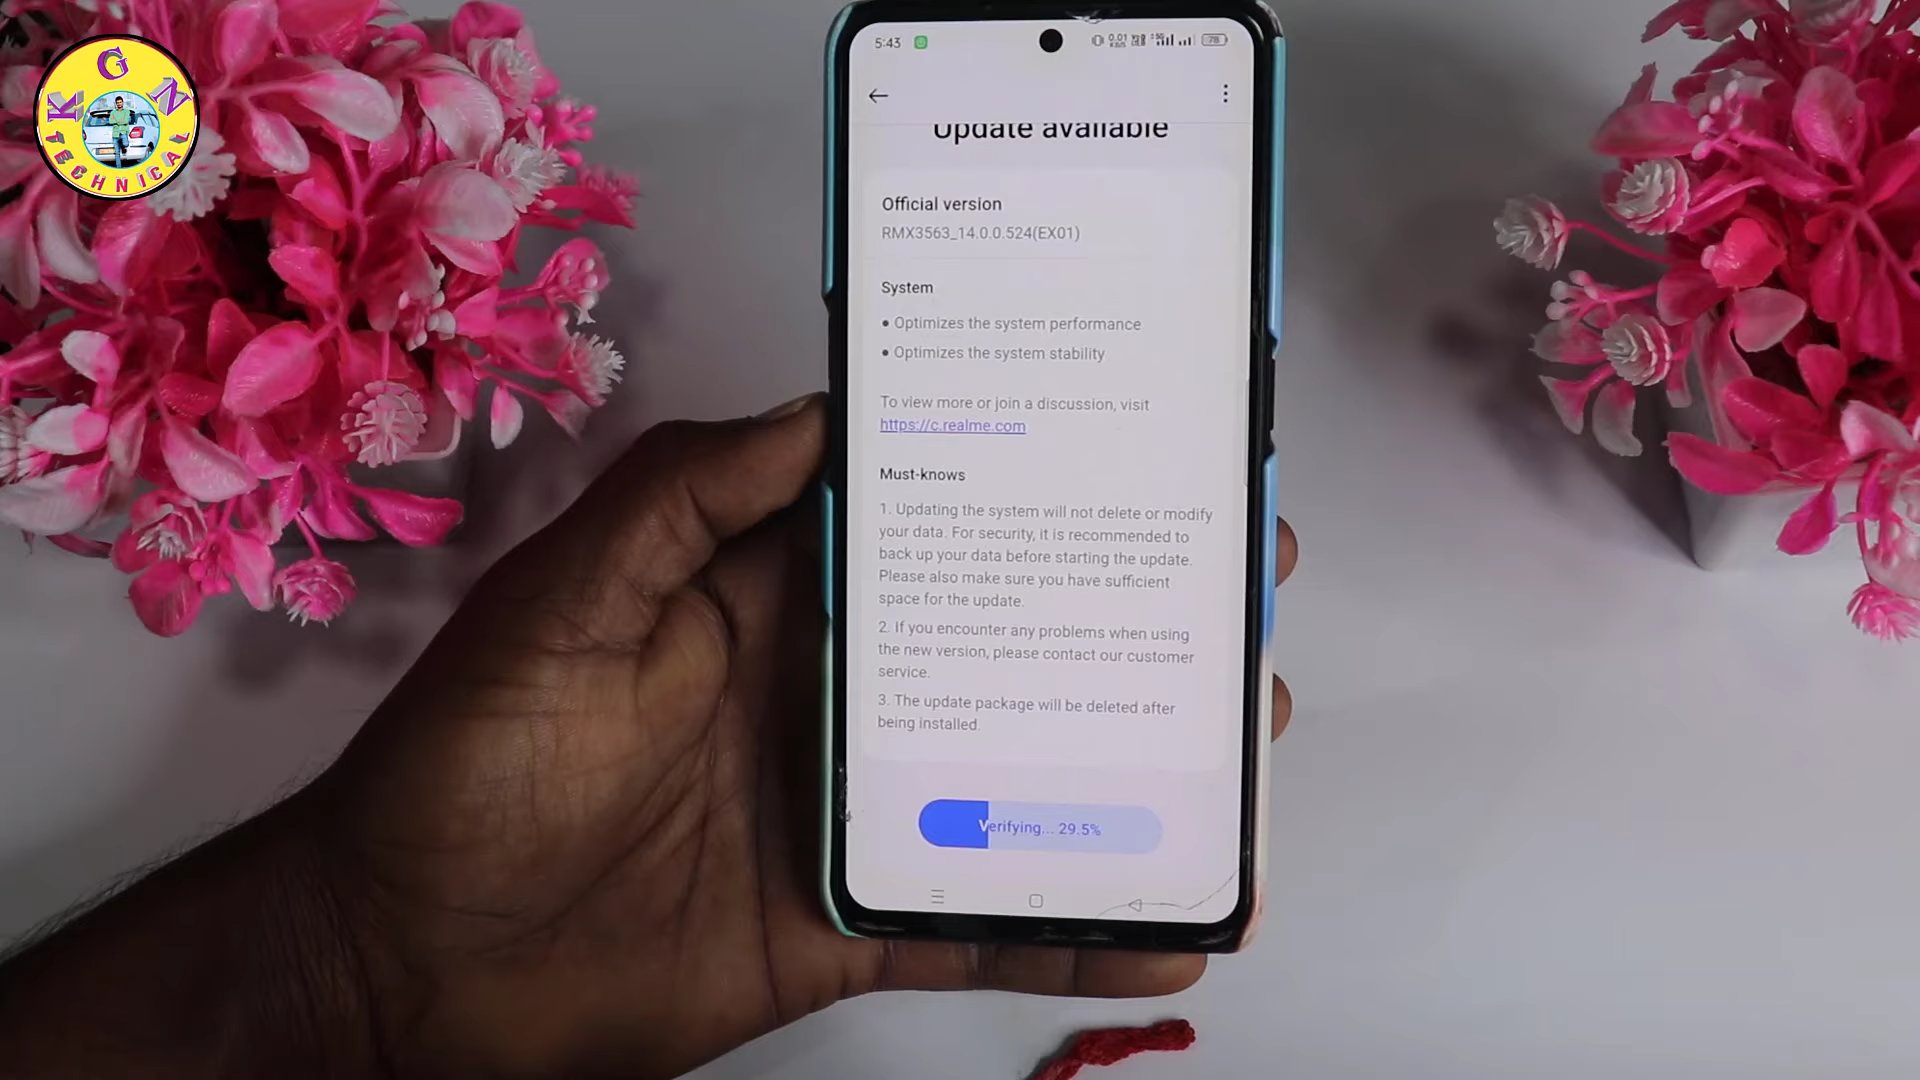 K G N
TECHNICAL
5:43
78
Update available
Official version
RMX3563_14.0.0.524(EX01)
System
• Optimizes the system performance
• Optimizes the system stability
To view more or join a discussion, visit
https://c.realme.com
Must-knows
1. Updating the system will not delete or modify
your data. For security, it is recommended to
back up your data before starting the update.
Please also make sure you have sufficient
space for the update.
2. If you encounter any problems when using
the new version, please contact our customer
service.
3. The update package will be deleted after
being installed.
Verifying... 29.5%